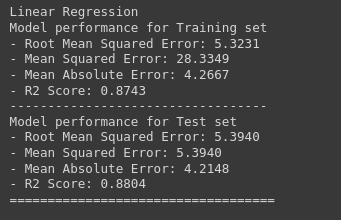 Linear Regression
Model performance for Training set
- Root Mean Squared Error: 5.3231
- Mean Squared Error: 28.3349
- Mean Absolute Error: 4.2667
- R2 Score: 0.8743
----------------------------------
Model performance for Test set
- Root Mean Squared Error: 5.3940
- Mean Squared Error: 5.3940
- Mean Absolute Error: 4.2148
- R2 Score: 0.8804
===================================